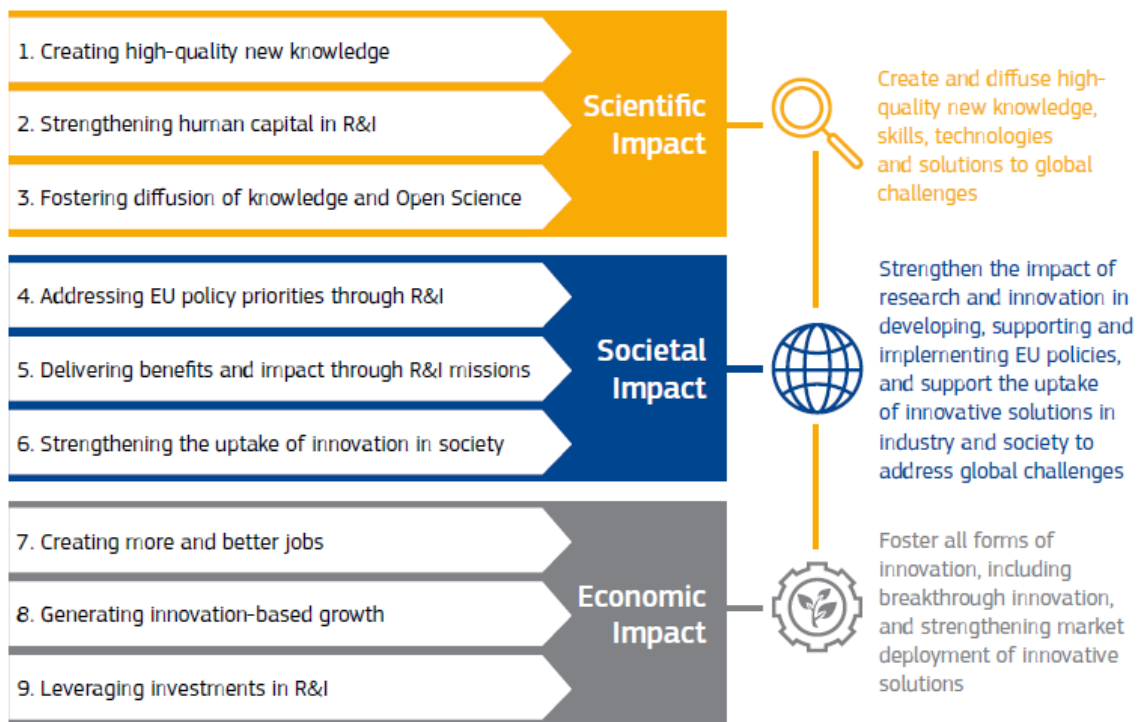 1. Creating high-quality new knowledge
2. Strengthening human capital in R&I
3. Fostering diffusion of knowledge and Open Science
Scientific
Impact
Create and diffuse high-
quality new knowledge,
skills, technologies
and solutions to global
challenges
4. Addressing EU policy priorities through R&I
5. Delivering benefits and impact through R&I missions
6. Strengthening the uptake of innovation in society
Societal
Impact
Strengthen the impact of
research and innovation in
developing, supporting and
implementing EU policies,
and support the uptake
of innovative solutions in
industry and society to
address global challenges
7. Creating more and better jobs
8. Generating innovation-based growth
9. Leveraging investments in R&I
Economic
Impact
Foster all forms of
innovation, including
breakthrough innovation,
and strengthening market
deployment of innovative
solutions